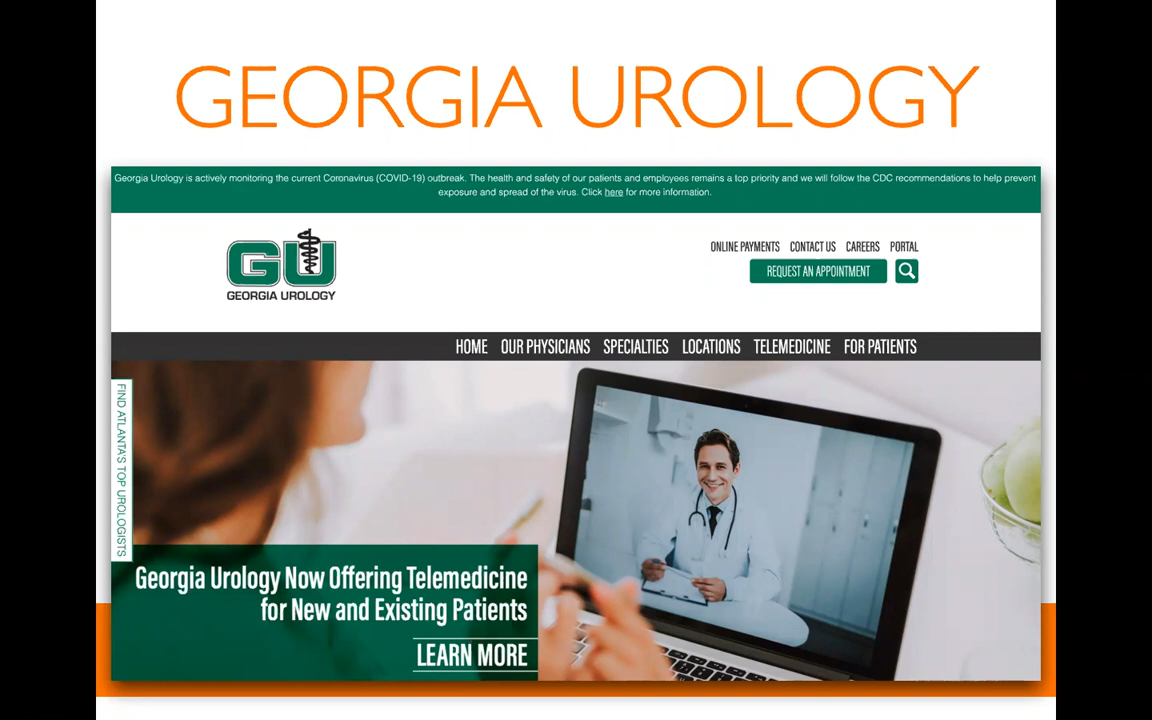 GEORGIA UROLOGY
Georgia Urology is actively monitoring the current Coronavirus (COVID-19) outbreak. The health and safety of our patients and employees remains a top priority and we will follow the CDC recommendations to help prevent
exposure and spread of the virus. Click here for more information.
GU
GEORGIA UROLOGY
ONLINE PAYMENTS CONTACT US CAREERS PORTAL
REQUEST AN APPOINTMENT
HOME OUR PHYSICIANS SPECIALTIES LOCATIONS TELEMEDICINE FOR PATIENTS
FIND ATLANTA'S TOP UROLOGISTS
Georgia Urology Now Offering Telemedicine
for New and Existing Patients
LEARN MORE